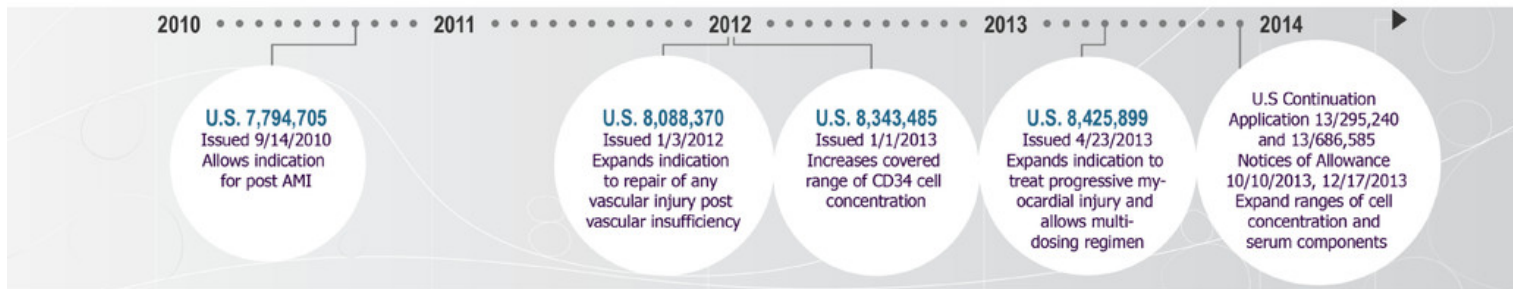 2010
2011
2012
2013
2014
U.S. 7,794,705
Issued 9/14/2010
Allows indication
for post AMI
U.S. 8,088,370
Issued 1/3/2012
Expands indication
to repair of any
vascular injury post
vascular insufficiency
U.S. 8,343,485
Issued 1/1/2013
Increases covered
range of CD34 cell
concentration
U.S. 8,425,899
Issued 4/23/2013
Expands indication to
treat progressive my-
ocardial injury and
allows multi-
dosing regimen
U.S Continuation
Application 13/295,240
and 13/686,585
Notices of Allowance
10/10/2013, 12/17/2013
Expand ranges of cell
concentration and
serum components